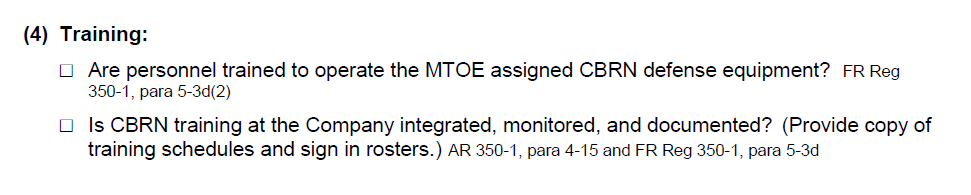 (4) Training:
☐ Are personnel trained to operate the MTOE assigned CBRN defense equipment? FR Reg
350-1, para 5-3d(2)
☐ Is CBRN training at the Company integrated, monitored, and documented? (Provide copy of
training schedules and sign in rosters.) AR 350-1, para 4-15 and FR Reg 350-1, para 5-3d